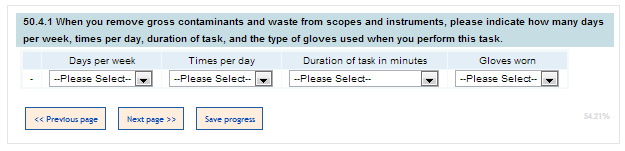 50.4.1 When you remove gross contaminants and waste from scopes and instruments, please indicate how many days
per week, times per day, duration of task, and the type of gloves used when you perform this task.
Days per week Times per day Duration of task in minutes Gloves worn
- --Please Select-- --Please Select-- --Please Select-- --Please Select--
<< Previous page Next page >> Save progress 54.21%